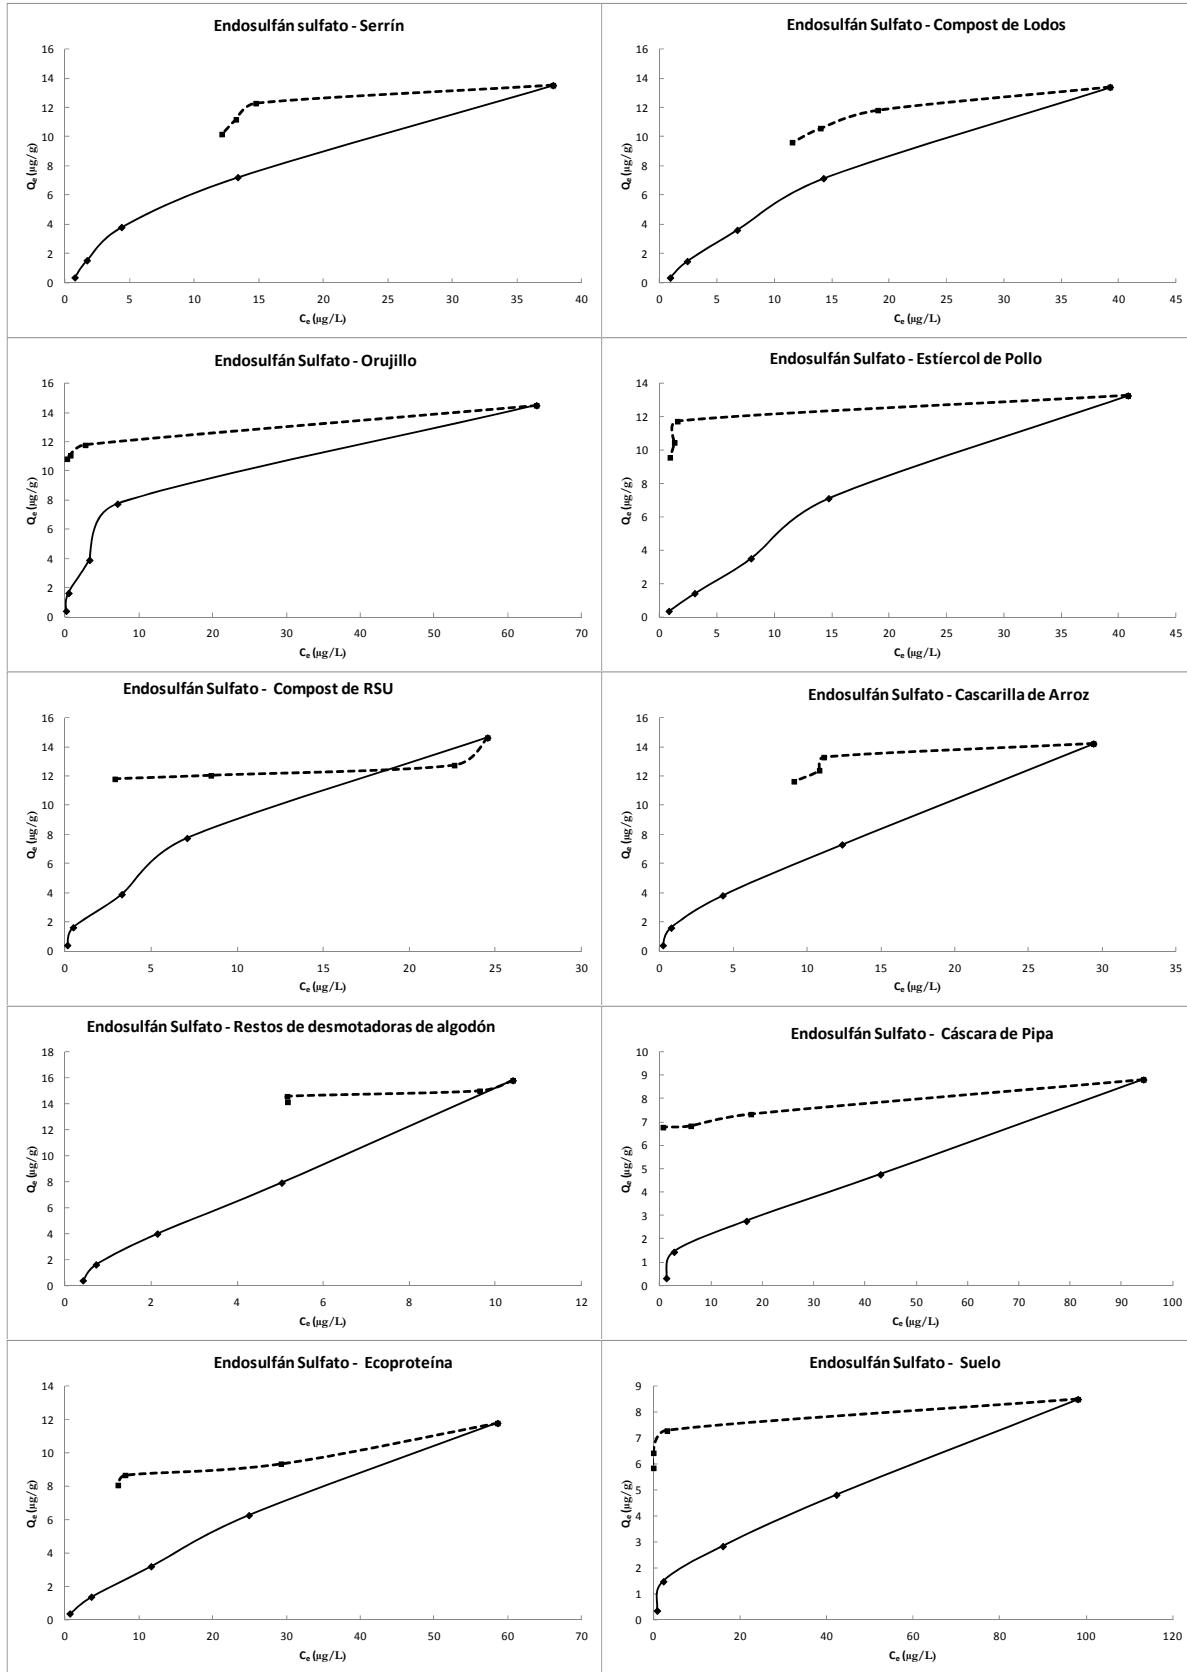 Endosulfán sulfato - Serrín
16
14
12
10
8
6
4
2
0
Qₑ (µg/g)
0 5 10 15 20 25 30 35 40
Cₑ (µg/L)
Endosulfán Sulfato - Compost de Lodos
16
14
12
10
8
6
4
2
0
Qₑ (µg/g)
0 5 10 15 20 25 30 35 40 45
Cₑ (µg/L)
Endosulfán Sulfato - Orujillo
16
14
12
10
8
6
4
2
0
Qₑ (µg/g)
0 10 20 30 40 50 60 70
Cₑ (µg/L)
Endosulfán Sulfato - Estíercol de Pollo
16
14
12
10
8
6
4
2
0
Qₑ (µg/g)
0 5 10 15 20 25 30 35 40 45
Cₑ (µg/L)
Endosulfán Sulfato - Compost de RSU
16
14
12
10
8
6
4
2
0
Qₑ (µg/g)
0 5 10 15 20 25 30
Cₑ (µg/L)
Endosulfán Sulfato - Cascarilla de Arroz
16
14
12
10
8
6
4
2
0
Qₑ (µg/g)
0 5 10 15 20 25 30 35
Cₑ (µg/L)
Endosulfán Sulfato - Restos de desmotadoras de algodón
18
16
14
12
10
8
6
4
2
0
Qₑ (µg/g)
0 2 4 6 8 10 12
Cₑ (µg/L)
Endosulfán Sulfato - Cáscara de Pipa
10
9
8
7
6
5
4
3
2
1
0
Qₑ (µg/g)
0 10 20 30 40 50 60 70 80 90 100
Cₑ (µg/L)
Endosulfán Sulfato - Ecoproteína
14
12
10
8
6
4
2
0
Qₑ (µg/g)
0 10 20 30 40 50 60 70
Cₑ (µg/L)
Endosulfán Sulfato - Suelo
9
8
7
6
5
4
3
2
1
0
Qₑ (µg/g)
0 20 40 60 80 100 120
Cₑ (µg/L)